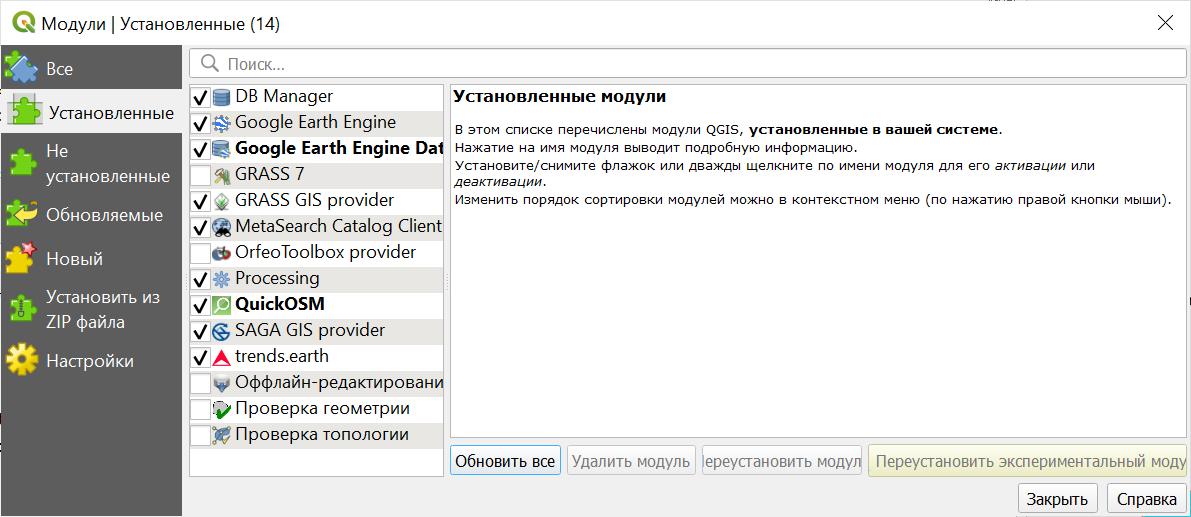 Модули | Установленные (14)
Все
Установленные
Не
установленные
Обновляемые
Новый
Установить из
ZIP файла
Настройки
Поиск...
DB Manager
Google Earth Engine
Google Earth Engine Dat
GRASS 7
GRASS GIS provider
MetaSearch Catalog Client
OrfeoToolbox provider
Processing
QuickOSM
SAGA GIS provider
trends.earth
Оффлайн-редактировани
Проверка геометрии
Проверка топологии
Установленные модули
В этом списке перечислены модули QGIS, установленные в вашей системе.
Нажатие на имя модуля выводит подробную информацию.
Установите/снимите флажок или дважды щелкните по имени модуля для его активации или
деактивации.
Изменить порядок сортировки модулей можно в контекстном меню (по нажатию правой кнопки мыши).
Обновить все
Удалить модуль
Переустановить модул
Переустановить экспериментальный моду
Закрыть
Справка